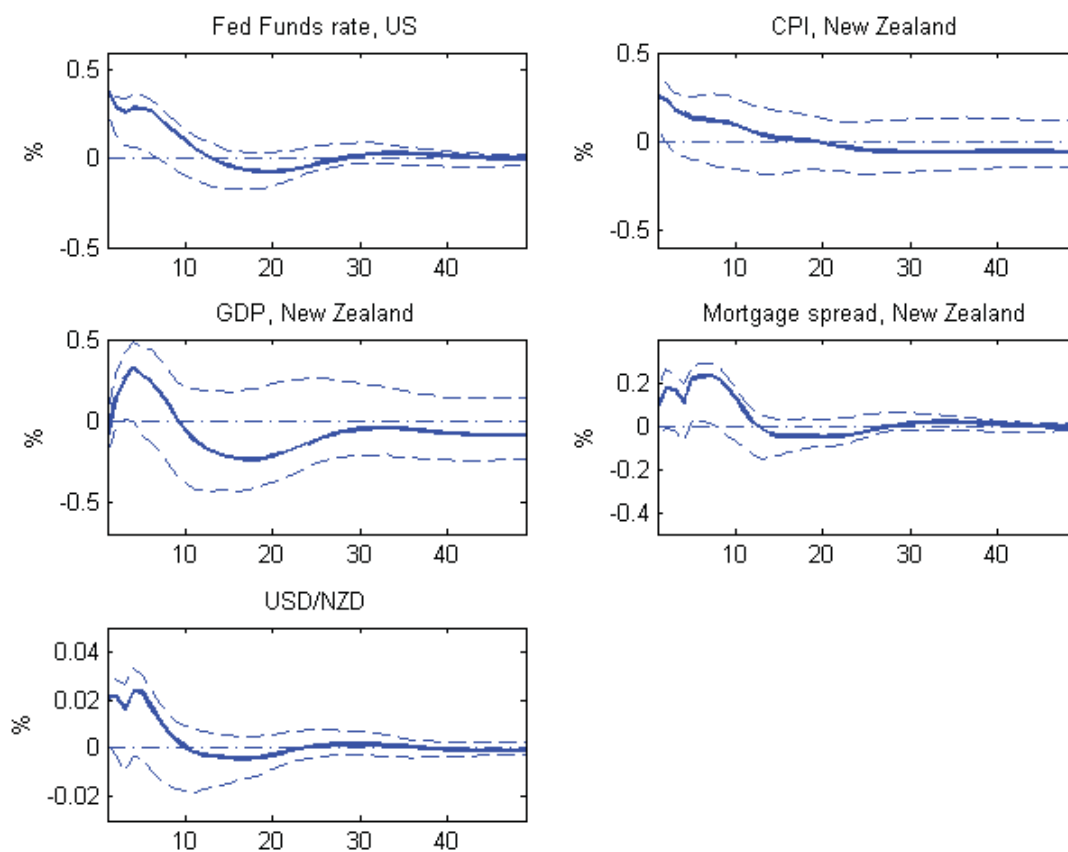 Fed Funds rate, US
0.5
0
-0.5
%
10 20 30 40
CPI, New Zealand
0.5
0
-0.5
%
10 20 30 40
GDP, New Zealand
0.5
0
-0.5
%
10 20 30 40
Mortgage spread, New Zealand
0.2
0
-0.2
-0.4
%
10 20 30 40
USD/NZD
0.04
0.02
0
-0.02
%
10 20 30 40